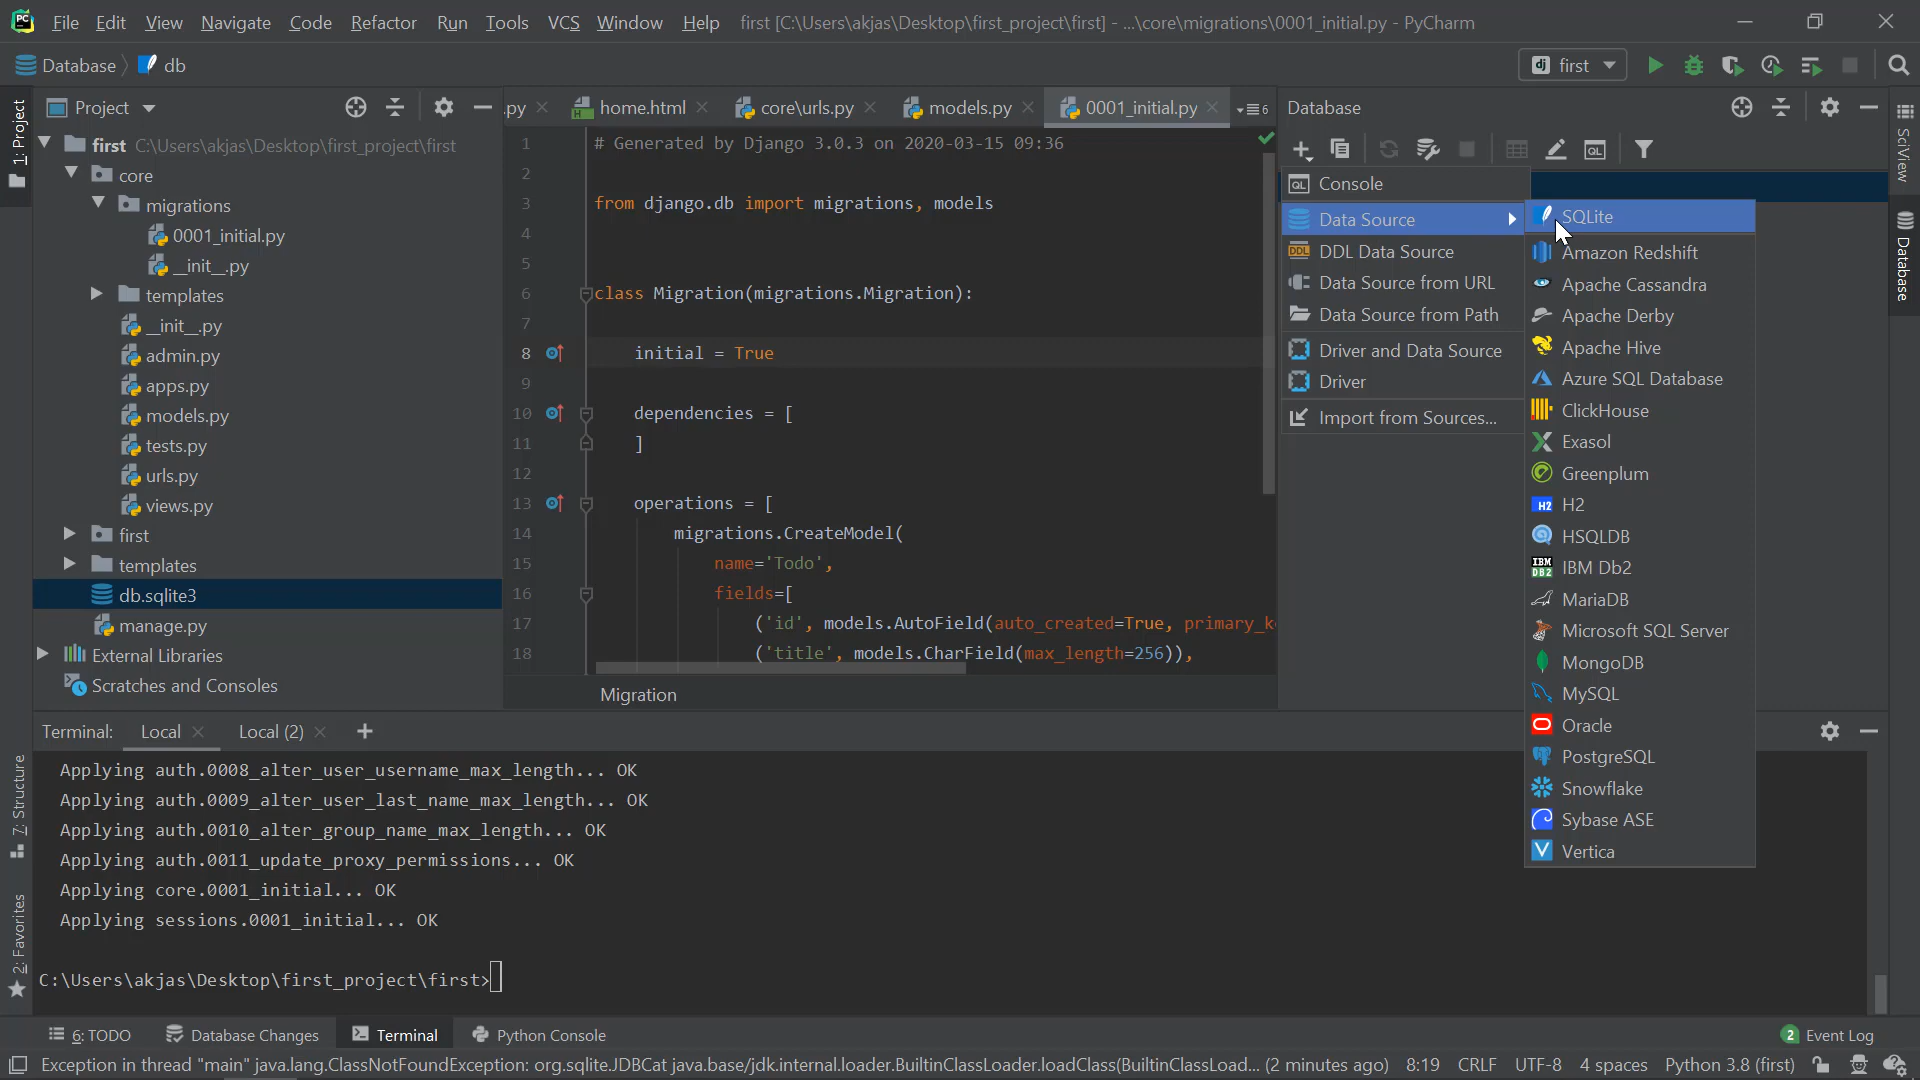 File Edit View Navigate Code Refactor Run Tools VCS Window Help first [C:\Users\akjas\Desktop\first_project\first] - ...\core\migrations\0001_initial.py - PyCharm
Database db
first
1: Project
Project
first C:\Users\akjas\Desktop\first_project\first
core
migrations
0001_initial.py
__init__.py
templates
__init__.py
admin.py
apps.py
models.py
tests.py
urls.py
views.py
first
templates
db.sqlite3
manage.py
External Libraries
Scratches and Consoles
.py home.html core\urls.py models.py 0001_initial.py 6
1 # Generated by Django 3.0.3 on 2020-03-15 09:36
2
3 from django.db import migrations, models
4
5
6 class Migration(migrations.Migration):
7
8 initial = True
9
10 dependencies = [
11 ]
12
13 operations = [
14 migrations.CreateModel(
15 name='Todo',
16 fields=[
17 ('id', models.AutoField(auto_created=True, primary_k
18 ('title', models.CharField(max_length=256)),
Migration
Database
Console
Data Source
DDL Data Source
Data Source from URL
Data Source from Path
Driver and Data Source
Driver
Import from Sources...
SQLite
Amazon Redshift
Apache Cassandra
Apache Derby
Apache Hive
Azure SQL Database
ClickHouse
Exasol
Greenplum
H2
HSQLDB
IBM Db2
MariaDB
Microsoft SQL Server
MongoDB
MySQL
Oracle
PostgreSQL
Snowflake
Sybase ASE
Vertica
SciView
Database
Terminal: Local Local (2)
Applying auth.0008_alter_user_username_max_length... OK
Applying auth.0009_alter_user_last_name_max_length... OK
Applying auth.0010_alter_group_name_max_length... OK
Applying auth.0011_update_proxy_permissions... OK
Applying core.0001_initial... OK
Applying sessions.0001_initial... OK
C:\Users\akjas\Desktop\first_project\first>
7: Structure
2: Favorites
6: TODO Database Changes Terminal Python Console 2 Event Log
Exception in thread "main" java.lang.ClassNotFoundException: org.sqlite.JDBCat java.base/jdk.internal.loader.BuiltinClassLoader.loadClass(BuiltinClassLoad... (2 minutes ago) 8:19 CRLF UTF-8 4 spaces Python 3.8 (first)